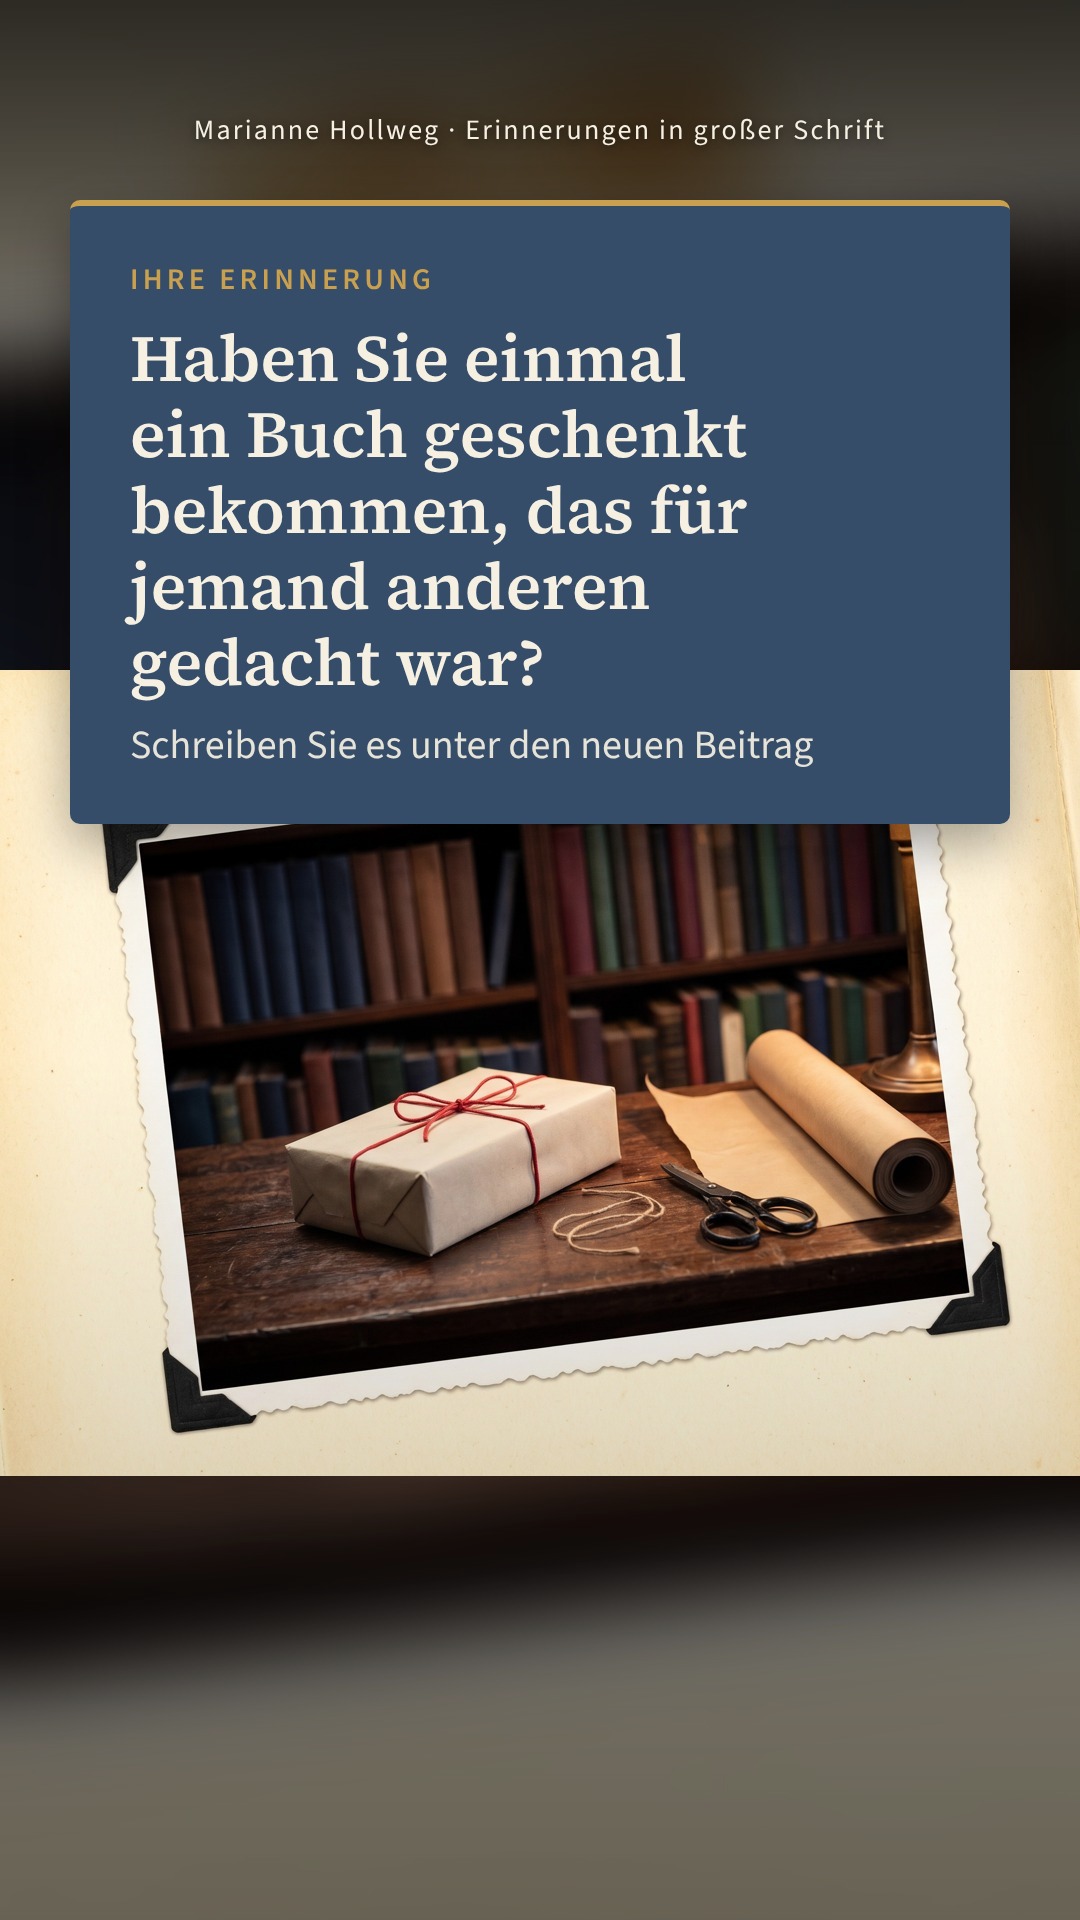 Marianne Hollweg · Erinnerungen in großer Schrift
IHRE ERINNERUNG
Haben Sie einmal
ein Buch geschenkt
bekommen, das für
jemand anderen
gedacht war?
Schreiben Sie es unter den neuen Beitrag